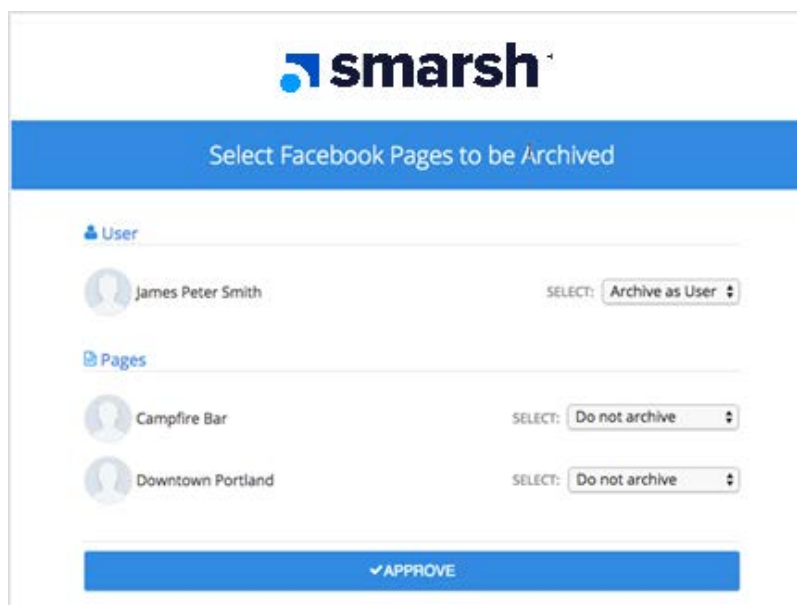 smarsh
Select Facebook Pages to be Archived
User
James Peter Smith SELECT: Archive as User
Pages
Campfire Bar SELECT: Do not archive
Downtown Portland SELECT: Do not archive
✔APPROVE